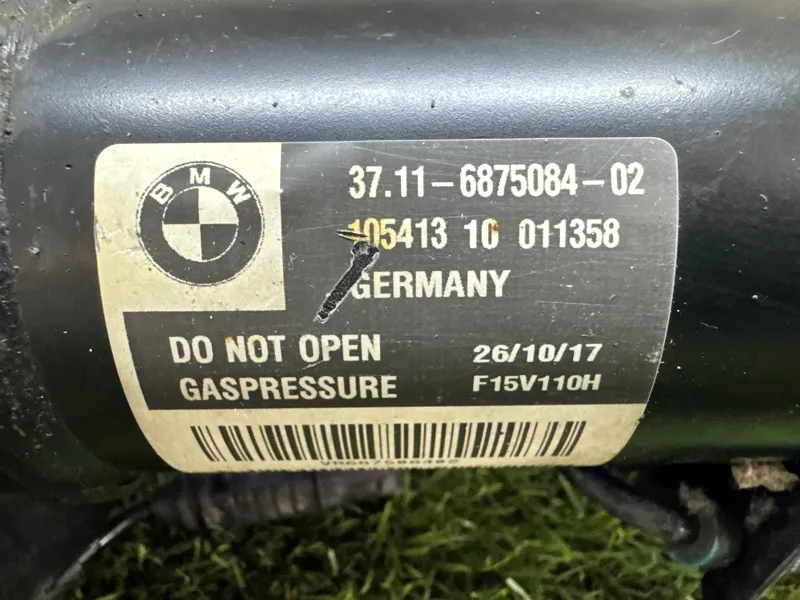 BMW
37.11-6875084-02
105413 10 011358
GERMANY
DO NOT OPEN
26/10/17
GASPRESSURE
F15V110H